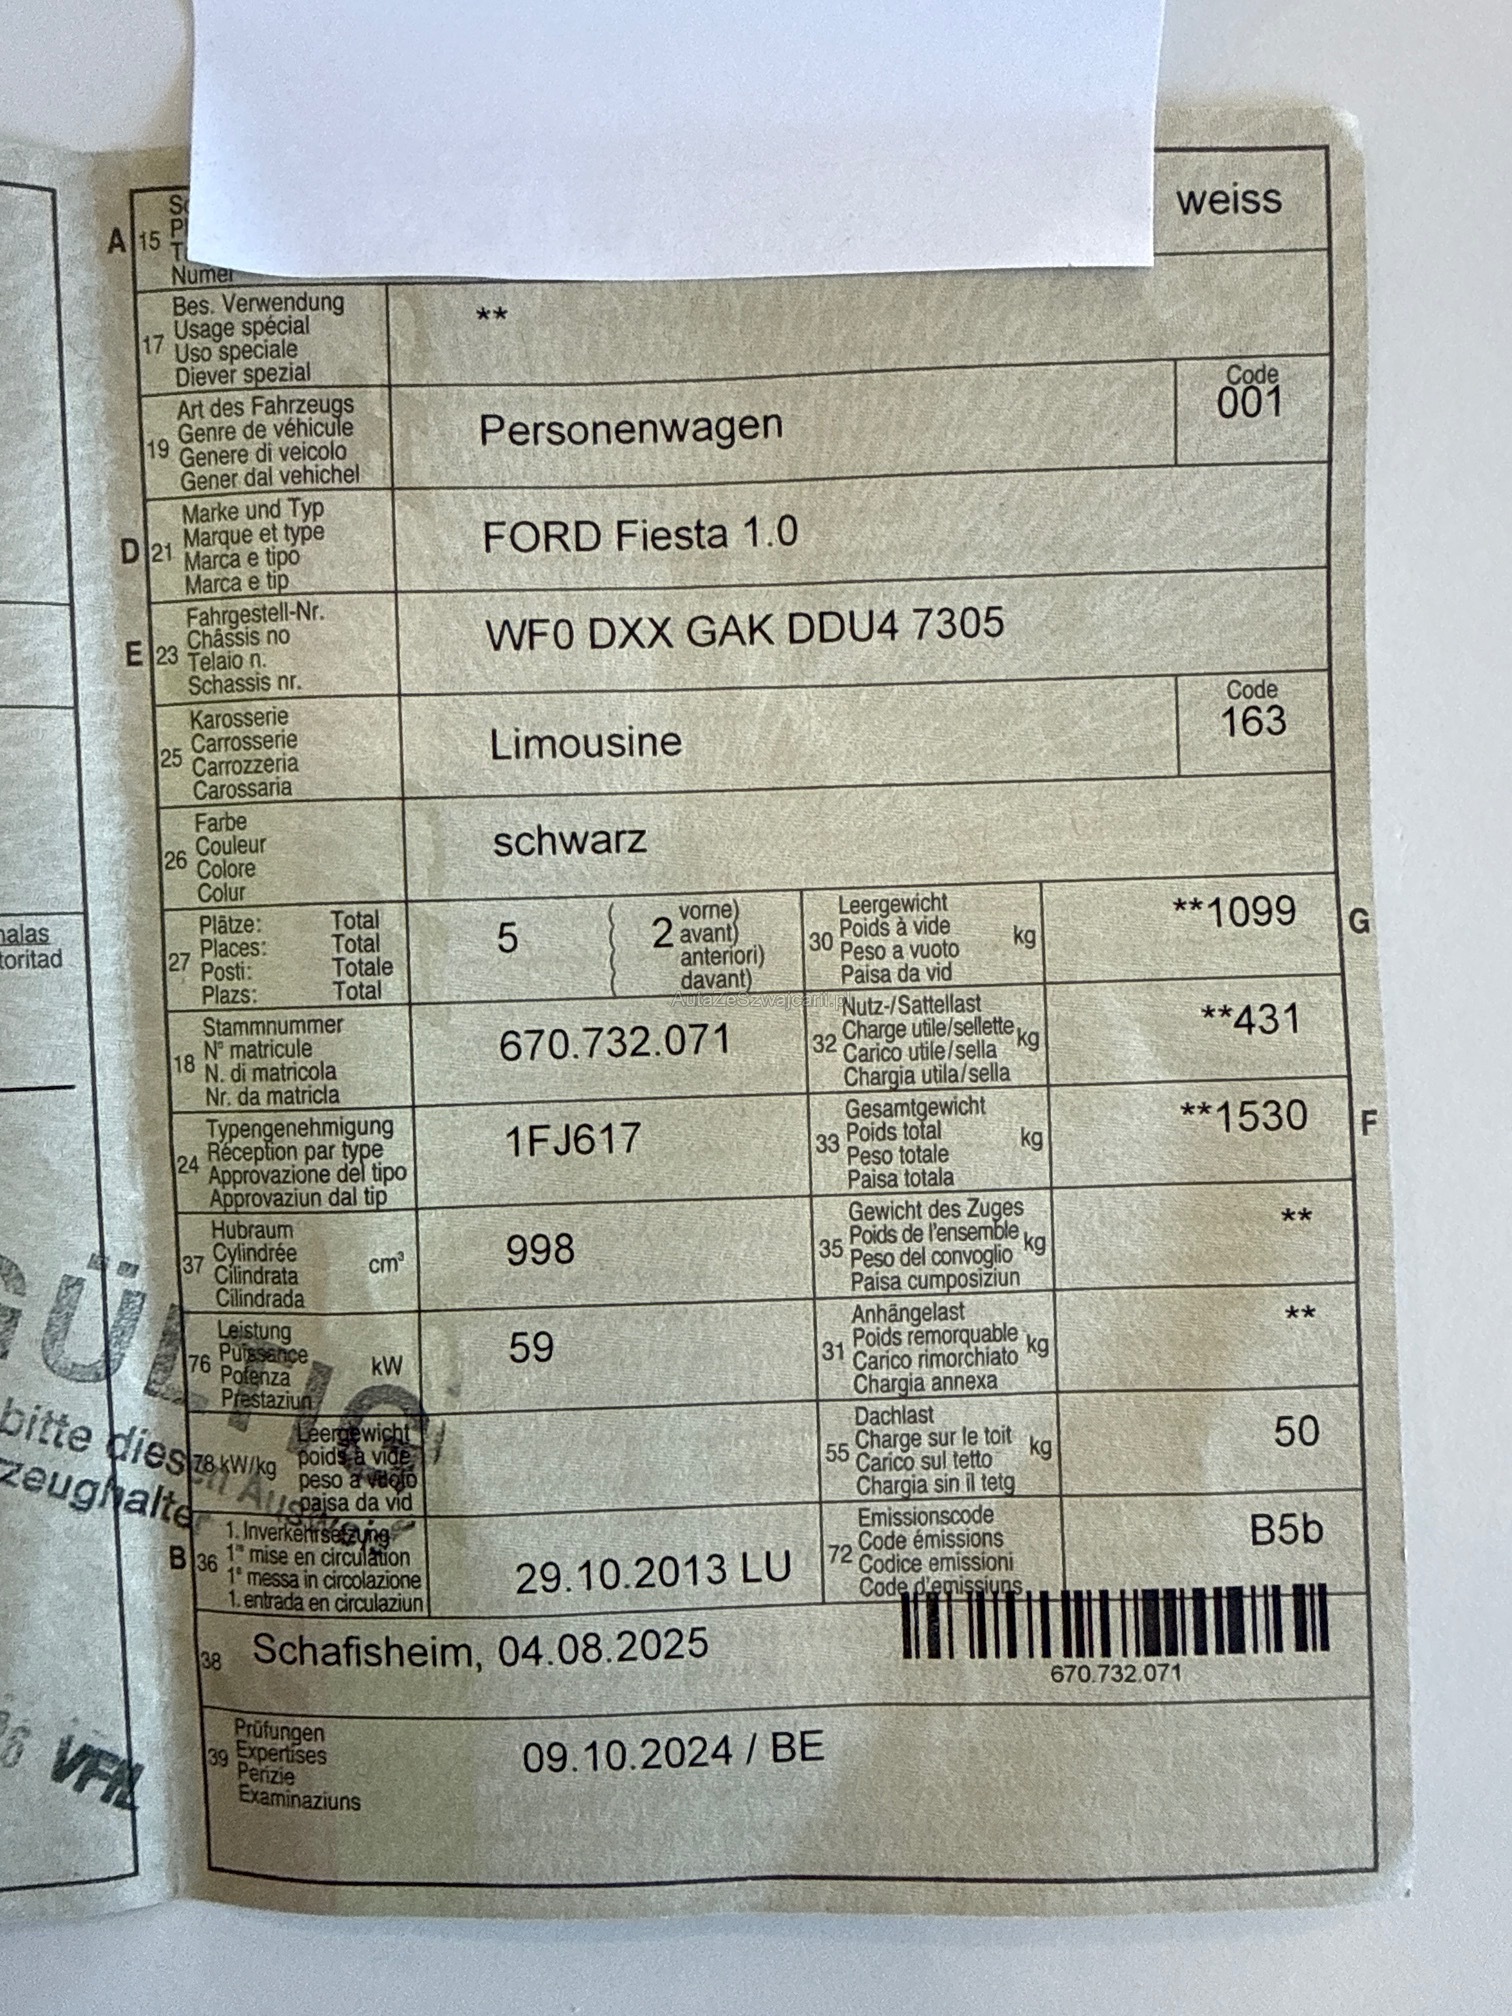 weiss
A 15
Numer
17 Bes. Verwendung
Usage spécial
Uso speciale
Diever spezial
**
19 Art des Fahrzeugs
Genre de véhicule
Genere di veicolo
Gener dal vehichel
Personenwagen
Code
001
D 21 Marke und Typ
Marque et type
Marca e tipo
Marca e tip
FORD Fiesta 1.0
E 23 Fahrgestell-Nr.
Châssis no
Telaio n.
Schassis nr.
WF0 DXX GAK DDU4 7305
25 Karosserie
Carrosserie
Carrozzeria
Carossaria
Limousine
Code
163
26 Farbe
Couleur
Colore
Colur
schwarz
27 Plätze: Total
Places: Total
Posti: Totale
Plazs: Total
5
2 vorne)
avant)
anteriori)
davant)
30 Leergewicht
Poids à vide
Peso a vuoto
Paisa da vid
kg
**1099
G
AutazeSzwajcarii.pl
18 Stammnummer
N° matricule
N. di matricola
Nr. da matricla
670.732.071
32 Nutz-/Sattellast
Charge utile/sellette
Carico utile/sella
Chargia utila/sella
kg
**431
24 Typengenehmigung
Réception par type
Approvazione del tipo
Approvaziun dal tip
1FJ617
33 Gesamtgewicht
Poids total
Peso totale
Paisa totala
kg
**1530
F
37 Hubraum
Cylindrée
Cilindrata
Cilindrada
cm³
998
35 Gewicht des Zuges
Poids de l'ensemble
Peso del convoglio
Paisa cumposiziun
kg
**
76 Leistung
Puissance
Potenza
Prestaziun
kW
59
31 Anhängelast
Poids remorquable
Carico rimorchiato
Chargia annexa
kg
**
78 kW/kg
Leergewicht
poids à vide
peso a vuoto
paisa da vid
55 Dachlast
Charge sur le toit
Carico sul tetto
Chargia sin il tetg
kg
50
B 36 1. Inverkehrsetzung
1re mise en circulation
1a messa in circolazione
1. entrada en circulaziun
29.10.2013 LU
72 Emissionscode
Code émissions
Codice emissioni
Code d'emissiuns
B5b
38 Schafisheim, 04.08.2025
670.732.071
39 Prüfungen
Expertises
Perizie
Examinaziuns
09.10.2024 / BE
bitte diesen Ausweis
VFIL